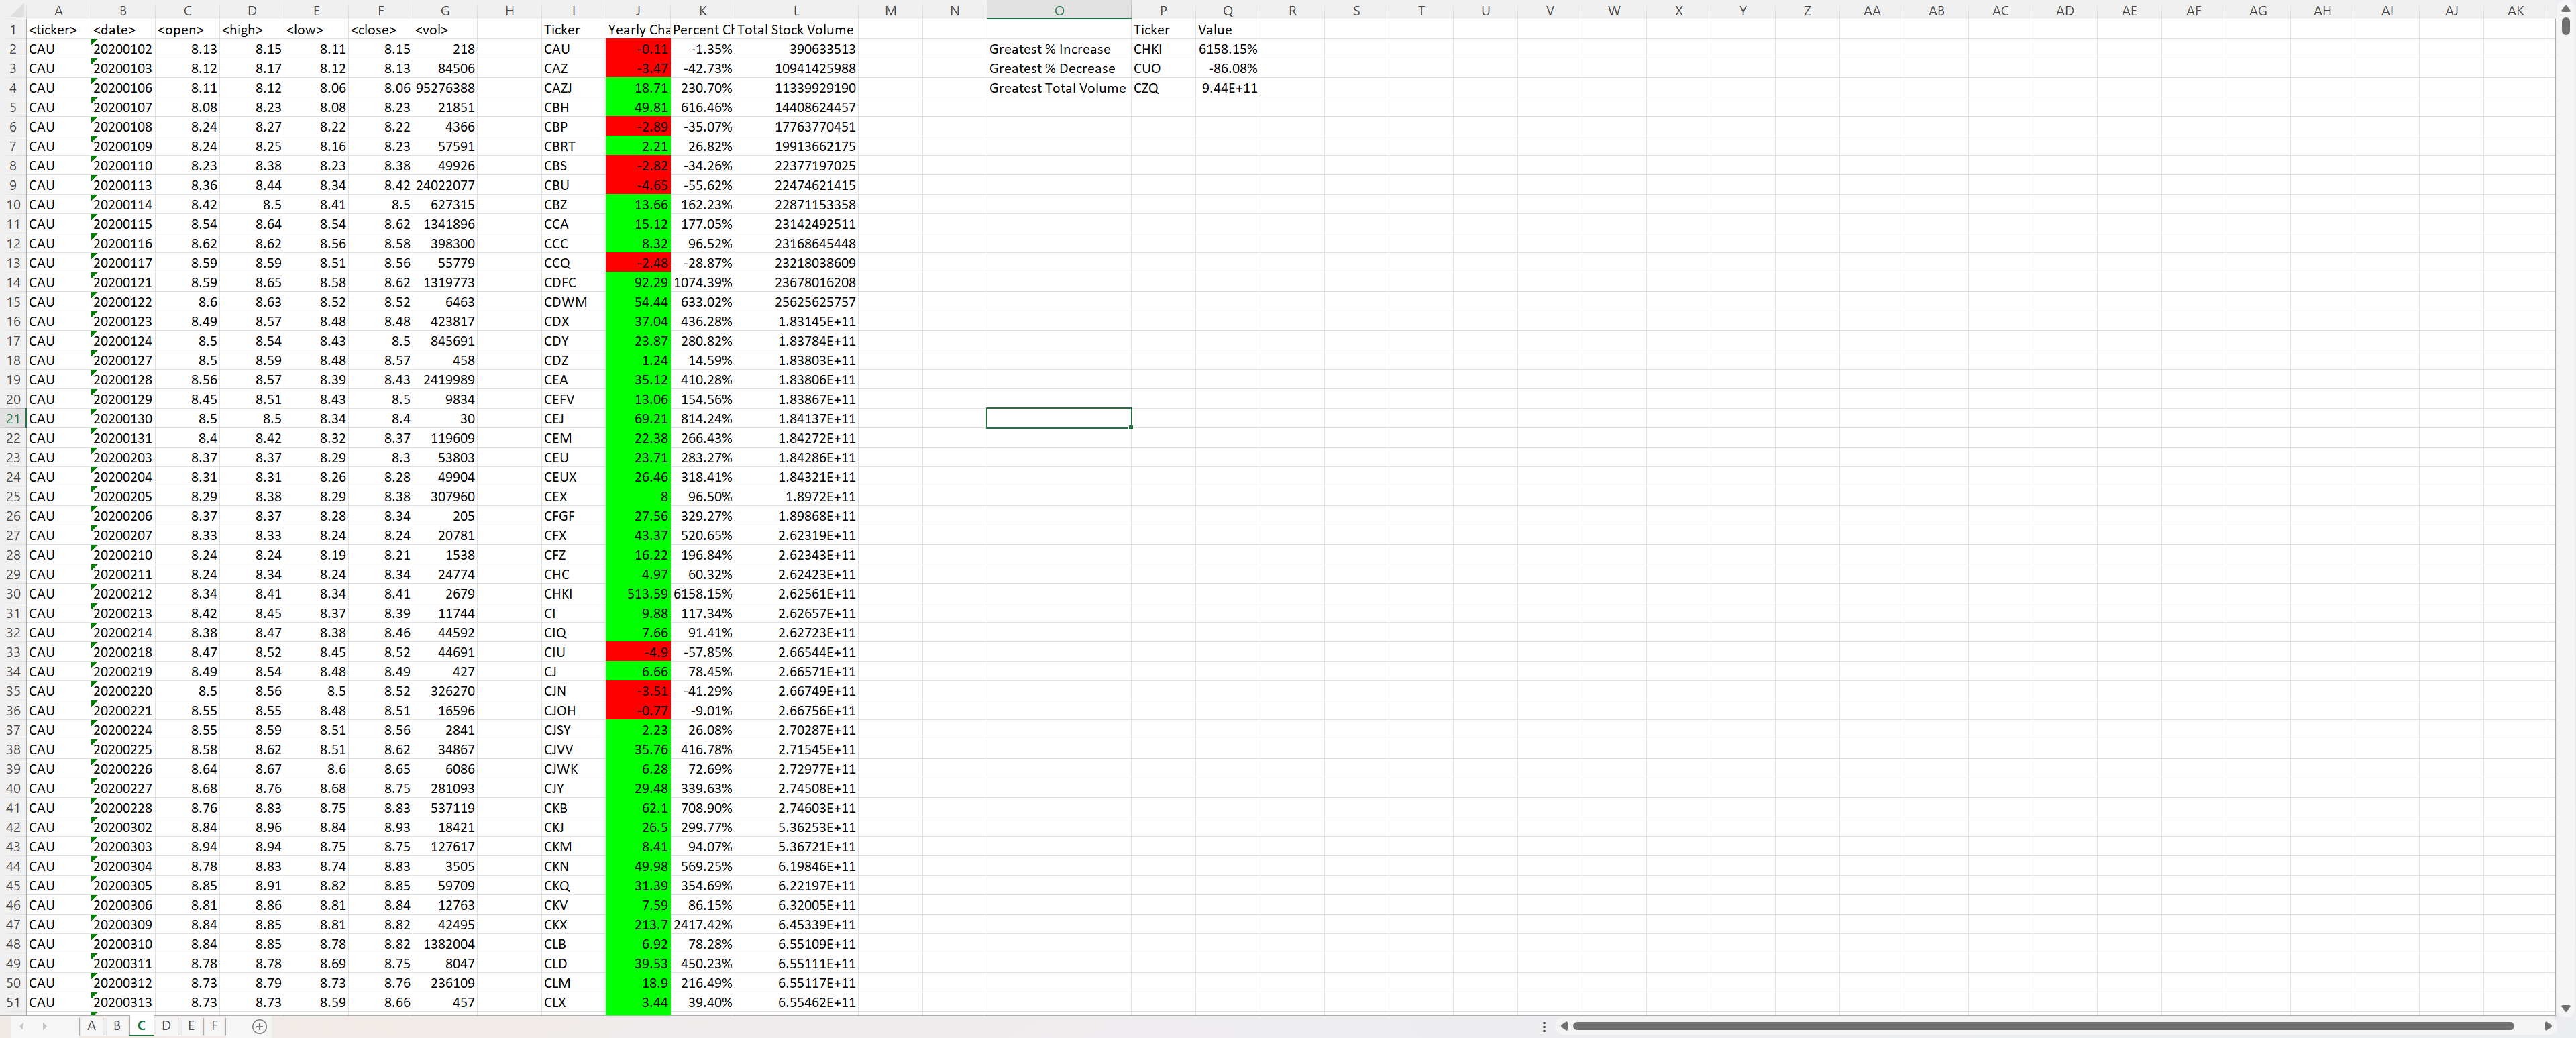 A B C D E F G H I J K L M N O P Q R S T U V W X Y Z AA AB AC AD AE AF AG AH AI AJ AK
1 <ticker> <date> <open> <high> <low> <close> <vol> Ticker Yearly Cha Percent Ch Total Stock Volume Ticker Value
2 CAU 20200102 8.13 8.15 8.11 8.15 218 CAU -0.11 -1.35% 390633513 Greatest % Increase CHKI 6158.15%
3 CAU 20200103 8.12 8.17 8.12 8.13 84506 CAZ -3.47 -42.73% 10941425988 Greatest % Decrease CUO -86.08%
4 CAU 20200106 8.11 8.12 8.06 8.06 95276388 CAZJ 18.71 230.70% 11339929190 Greatest Total Volume CZQ 9.44E+11
5 CAU 20200107 8.08 8.23 8.08 8.23 21851 CBH 49.81 616.46% 14408624457
6 CAU 20200108 8.24 8.27 8.22 8.22 4366 CBP -2.89 -35.07% 17763770451
7 CAU 20200109 8.24 8.25 8.16 8.23 57591 CBRT 2.21 26.82% 19913662175
8 CAU 20200110 8.23 8.38 8.23 8.38 49926 CBS -2.82 -34.26% 22377197025
9 CAU 20200113 8.36 8.44 8.34 8.42 24022077 CBU -4.65 -55.62% 22474621415
10 CAU 20200114 8.42 8.5 8.41 8.5 627315 CBZ 13.66 162.23% 22871153358
11 CAU 20200115 8.54 8.64 8.54 8.62 1341896 CCA 15.12 177.05% 23142492511
12 CAU 20200116 8.62 8.62 8.56 8.58 398300 CCC 8.32 96.52% 23168645448
13 CAU 20200117 8.59 8.59 8.51 8.56 55779 CCQ -2.48 -28.87% 23218038609
14 CAU 20200121 8.59 8.65 8.58 8.62 1319773 CDFC 92.29 1074.39% 23678016208
15 CAU 20200122 8.6 8.63 8.52 8.52 6463 CDWM 54.44 633.02% 25625625757
16 CAU 20200123 8.49 8.57 8.48 8.48 423817 CDX 37.04 436.28% 1.83145E+11
17 CAU 20200124 8.5 8.54 8.43 8.5 845691 CDY 23.87 280.82% 1.83784E+11
18 CAU 20200127 8.5 8.59 8.48 8.57 458 CDZ 1.24 14.59% 1.83803E+11
19 CAU 20200128 8.56 8.57 8.39 8.43 2419989 CEA 35.12 410.28% 1.83806E+11
20 CAU 20200129 8.45 8.51 8.43 8.5 9834 CEFV 13.06 154.56% 1.83867E+11
21 CAU 20200130 8.5 8.5 8.34 8.4 30 CEJ 69.21 814.24% 1.84137E+11
22 CAU 20200131 8.4 8.42 8.32 8.37 119609 CEM 22.38 266.43% 1.84272E+11
23 CAU 20200203 8.37 8.37 8.29 8.3 53803 CEU 23.71 283.27% 1.84286E+11
24 CAU 20200204 8.31 8.31 8.26 8.28 49904 CEUX 26.46 318.41% 1.84321E+11
25 CAU 20200205 8.29 8.38 8.29 8.38 307960 CEX 8 96.50% 1.8972E+11
26 CAU 20200206 8.37 8.37 8.28 8.34 205 CFGF 27.56 329.27% 1.89868E+11
27 CAU 20200207 8.33 8.33 8.24 8.24 20781 CFX 43.37 520.65% 2.62319E+11
28 CAU 20200210 8.24 8.24 8.19 8.21 1538 CFZ 16.22 196.84% 2.62343E+11
29 CAU 20200211 8.24 8.34 8.24 8.34 24774 CHC 4.97 60.32% 2.62423E+11
30 CAU 20200212 8.34 8.41 8.34 8.41 2679 CHKI 513.59 6158.15% 2.62561E+11
31 CAU 20200213 8.42 8.45 8.37 8.39 11744 CI 9.88 117.34% 2.62657E+11
32 CAU 20200214 8.38 8.47 8.38 8.46 44592 CIQ 7.66 91.41% 2.62723E+11
33 CAU 20200218 8.47 8.52 8.45 8.52 44691 CIU -4.9 -57.85% 2.66544E+11
34 CAU 20200219 8.49 8.54 8.48 8.49 427 CJ 6.66 78.45% 2.66571E+11
35 CAU 20200220 8.5 8.56 8.5 8.52 326270 CJN -3.51 -41.29% 2.66749E+11
36 CAU 20200221 8.55 8.55 8.48 8.51 16596 CJOH -0.77 -9.01% 2.66756E+11
37 CAU 20200224 8.55 8.59 8.51 8.56 2841 CJSY 2.23 26.08% 2.70287E+11
38 CAU 20200225 8.58 8.62 8.51 8.62 34867 CJVV 35.76 416.78% 2.71545E+11
39 CAU 20200226 8.64 8.67 8.6 8.65 6086 CJWK 6.28 72.69% 2.72977E+11
40 CAU 20200227 8.68 8.76 8.68 8.75 281093 CJY 29.48 339.63% 2.74508E+11
41 CAU 20200228 8.76 8.83 8.75 8.83 537119 CKB 62.1 708.90% 2.74603E+11
42 CAU 20200302 8.84 8.96 8.84 8.93 18421 CKJ 26.5 299.77% 5.36253E+11
43 CAU 20200303 8.94 8.94 8.75 8.75 127617 CKM 8.41 94.07% 5.36721E+11
44 CAU 20200304 8.78 8.83 8.74 8.83 3505 CKN 49.98 569.25% 6.19846E+11
45 CAU 20200305 8.85 8.91 8.82 8.85 59709 CKQ 31.39 354.69% 6.22197E+11
46 CAU 20200306 8.81 8.86 8.81 8.84 12763 CKV 7.59 86.15% 6.32005E+11
47 CAU 20200309 8.84 8.85 8.81 8.82 42495 CKX 213.7 2417.42% 6.45339E+11
48 CAU 20200310 8.84 8.85 8.78 8.82 1382004 CLB 6.92 78.28% 6.55109E+11
49 CAU 20200311 8.78 8.78 8.69 8.75 8047 CLD 39.53 450.23% 6.55111E+11
50 CAU 20200312 8.73 8.79 8.73 8.76 236109 CLM 18.9 216.49% 6.55117E+11
51 CAU 20200313 8.73 8.73 8.59 8.66 457 CLX 3.44 39.40% 6.55462E+11
A B C D E F